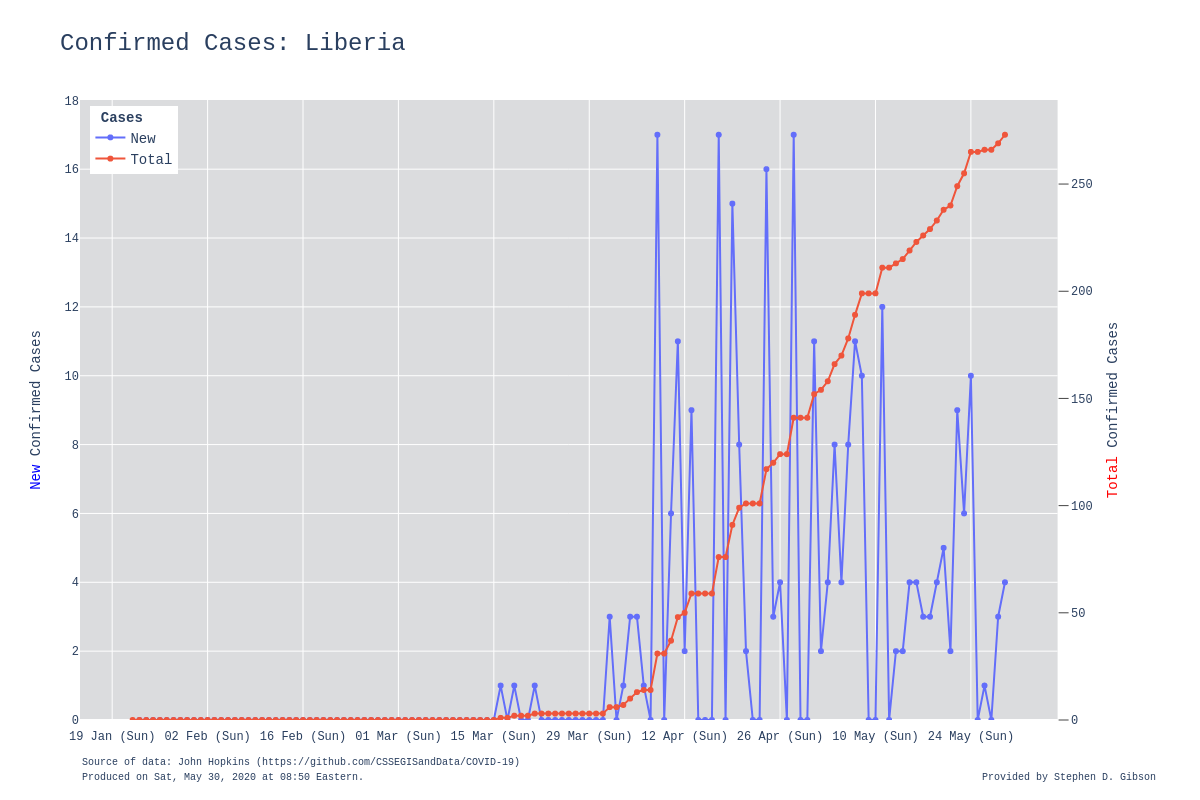 Confirmed Cases: Liberia
Cases
New
Total
18
16
14
12
10
8
6
4
2
0
New Confirmed Cases
250
200
150
100
50
0
Total Confirmed Cases
19 Jan (Sun) 02 Feb (Sun) 16 Feb (Sun) 01 Mar (Sun) 15 Mar (Sun) 29 Mar (Sun) 12 Apr (Sun) 26 Apr (Sun) 10 May (Sun) 24 May (Sun)
Source of data: John Hopkins (https://github.com/CSSEGISandData/COVID-19)
Produced on Sat, May 30, 2020 at 08:50 Eastern.
Provided by Stephen D. Gibson